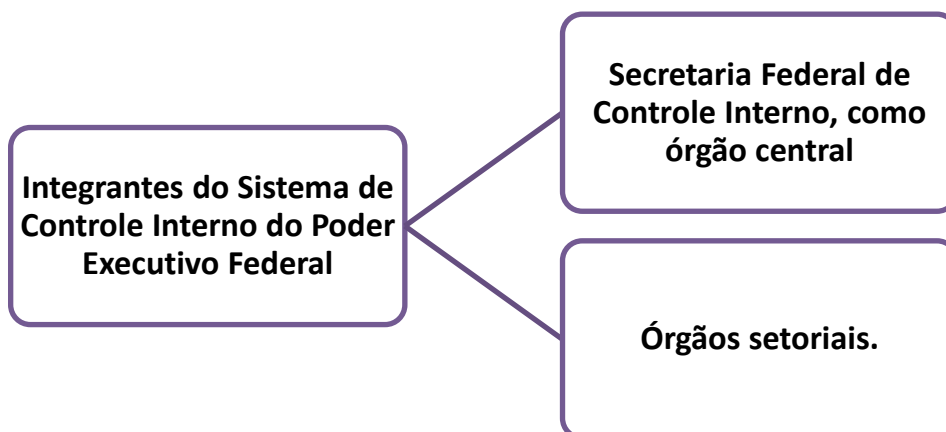 Integrantes do Sistema de
Controle Interno do Poder
Executivo Federal
Secretaria Federal de
Controle Interno, como
órgão central
Órgãos setoriais.